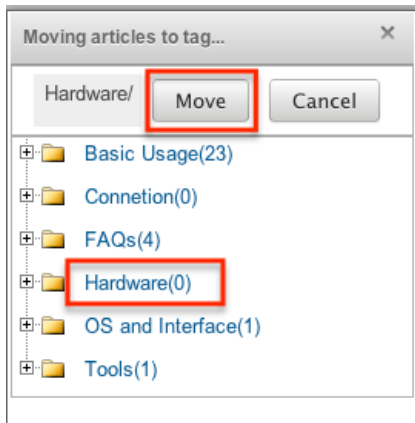 Moving articles to tag...
Hardware/ Move Cancel
Basic Usage(23)
Connetion(0)
FAQs(4)
Hardware(0)
OS and Interface(1)
Tools(1)